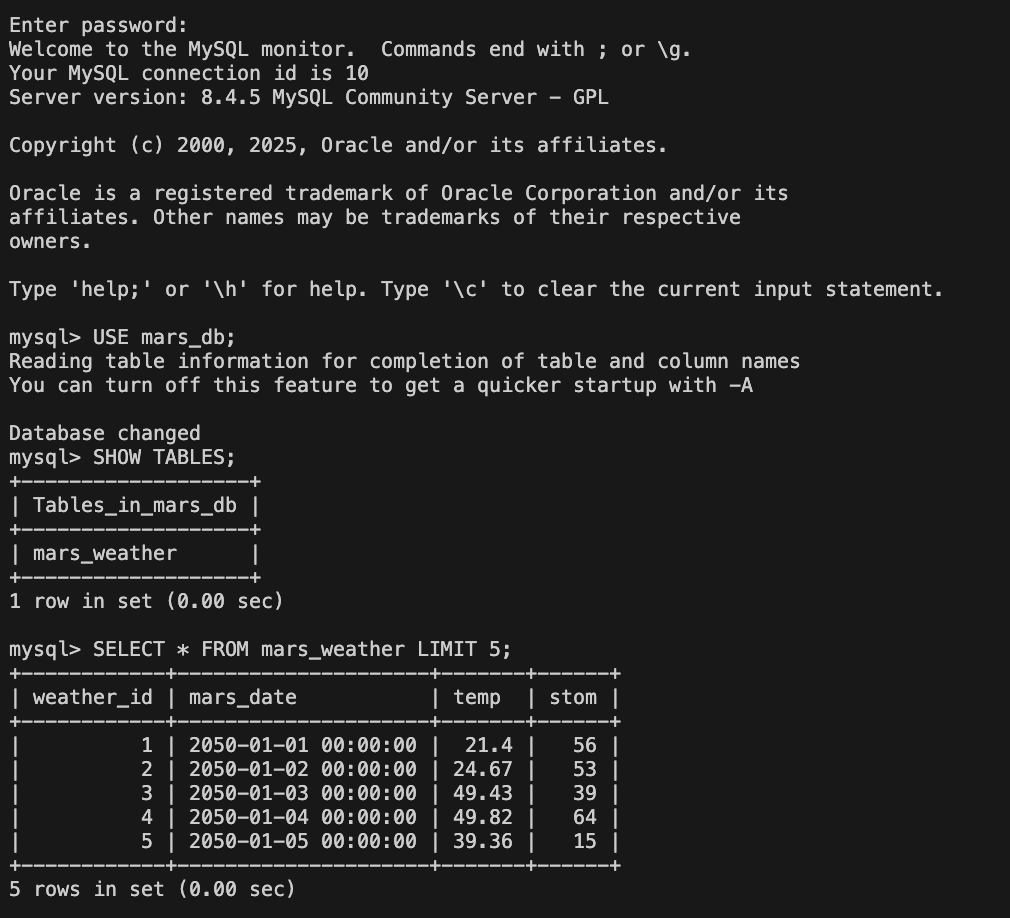 Enter password:
Welcome to the MySQL monitor.  Commands end with ; or \g.
Your MySQL connection id is 10
Server version: 8.4.5 MySQL Community Server - GPL

Copyright (c) 2000, 2025, Oracle and/or its affiliates.

Oracle is a registered trademark of Oracle Corporation and/or its
affiliates. Other names may be trademarks of their respective
owners.

Type 'help;' or '\h' for help. Type '\c' to clear the current input statement.

mysql> USE mars_db;
Reading table information for completion of table and column names
You can turn off this feature to get a quicker startup with -A

Database changed
mysql> SHOW TABLES;
+-------------------+
| Tables_in_mars_db |
+-------------------+
| mars_weather      |
+-------------------+
1 row in set (0.00 sec)

mysql> SELECT * FROM mars_weather LIMIT 5;
+------------+---------------------+-------+------+
| weather_id | mars_date           | temp  | stom |
+------------+---------------------+-------+------+
|          1 | 2050-01-01 00:00:00 |  21.4 |   56 |
|          2 | 2050-01-02 00:00:00 | 24.67 |   53 |
|          3 | 2050-01-03 00:00:00 | 49.43 |   39 |
|          4 | 2050-01-04 00:00:00 | 49.82 |   64 |
|          5 | 2050-01-05 00:00:00 | 39.36 |   15 |
+------------+---------------------+-------+------+
5 rows in set (0.00 sec)